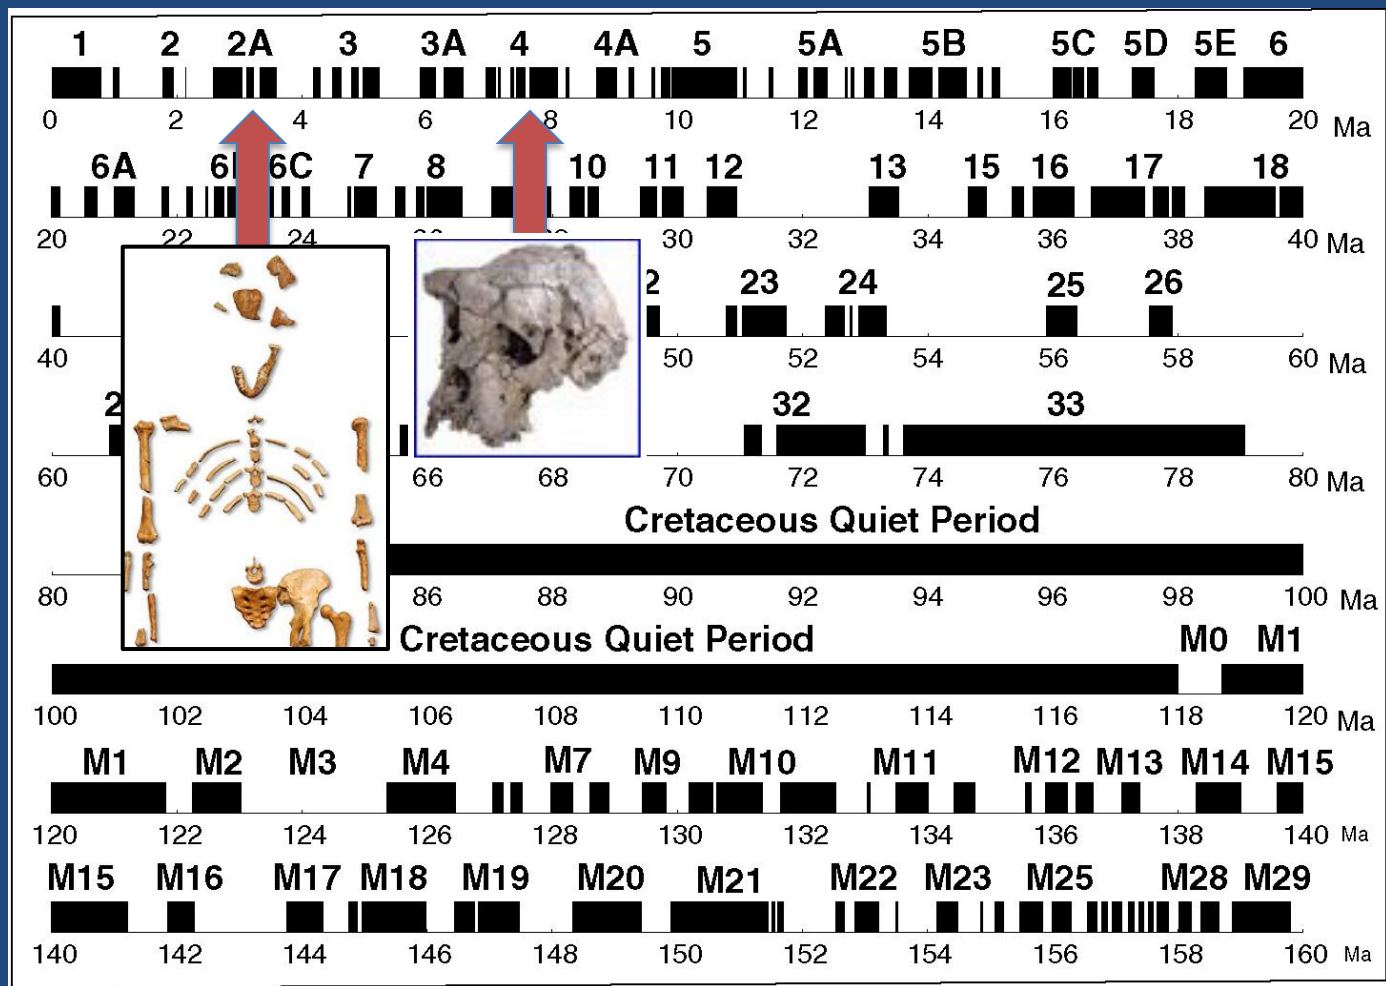 1 2 2A 3 3A 4 4A 5 5A 5B 5C 5D 5E 6
0 2 4 6 8 10 12 14 16 18 20 Ma
6A 6C 7 8 10 11 12 13 15 16 17 18
20 22 24 30 32 34 36 38 40 Ma
23 24 25 26
40 50 52 54 56 58 60 Ma
32 33
60 66 68 70 72 74 76 78 80 Ma
Cretaceous Quiet Period
80 86 88 90 92 94 96 98 100 Ma
Cretaceous Quiet Period M0 M1
100 102 104 106 108 110 112 114 116 118 120 Ma
M1 M2 M3 M4 M7 M9 M10 M11 M12 M13 M14 M15
120 122 124 126 128 130 132 134 136 138 140 Ma
M15 M16 M17 M18 M19 M20 M21 M22 M23 M25 M28 M29
140 142 144 146 148 150 152 154 156 158 160 Ma